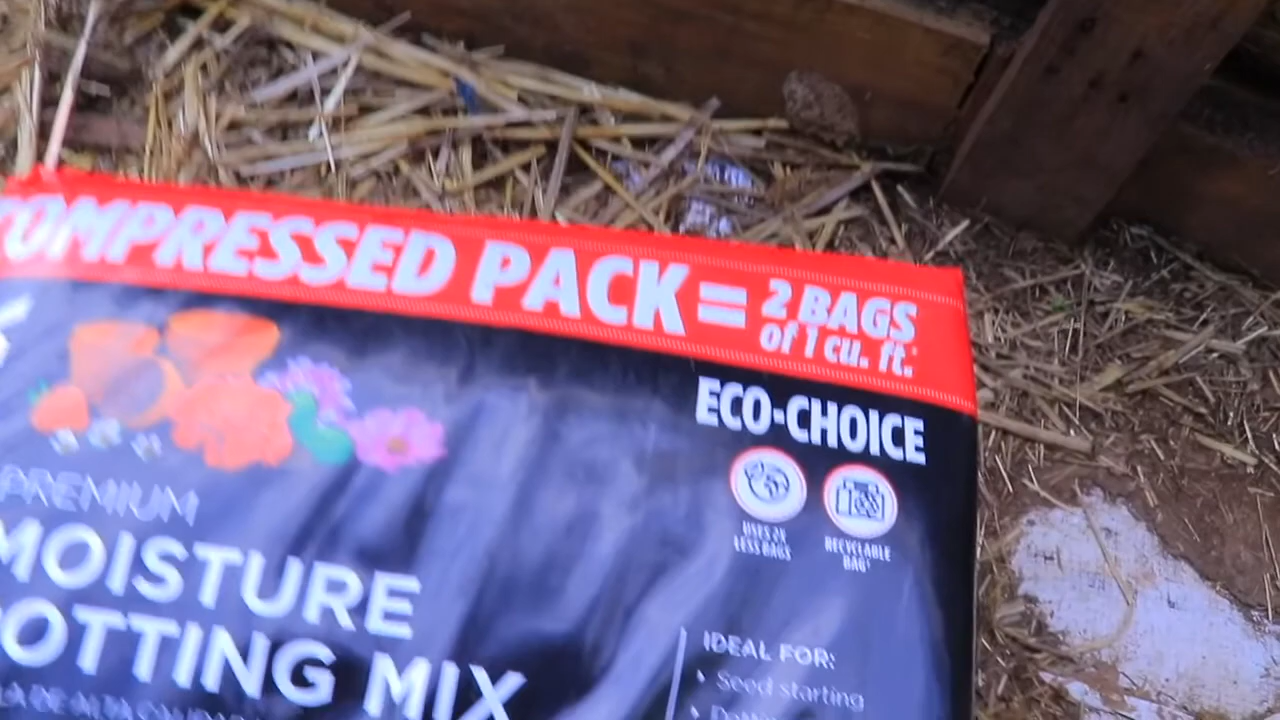 COMPRESSED PACK = 2 BAGS
of 1 cu. ft.*
ECO-CHOICE
USES 2X
LESS BAGS
RECYCLABLE
BAG†
PREMIUM
MOISTURE
POTTING MIX
IDEAL FOR:
• Seed starting